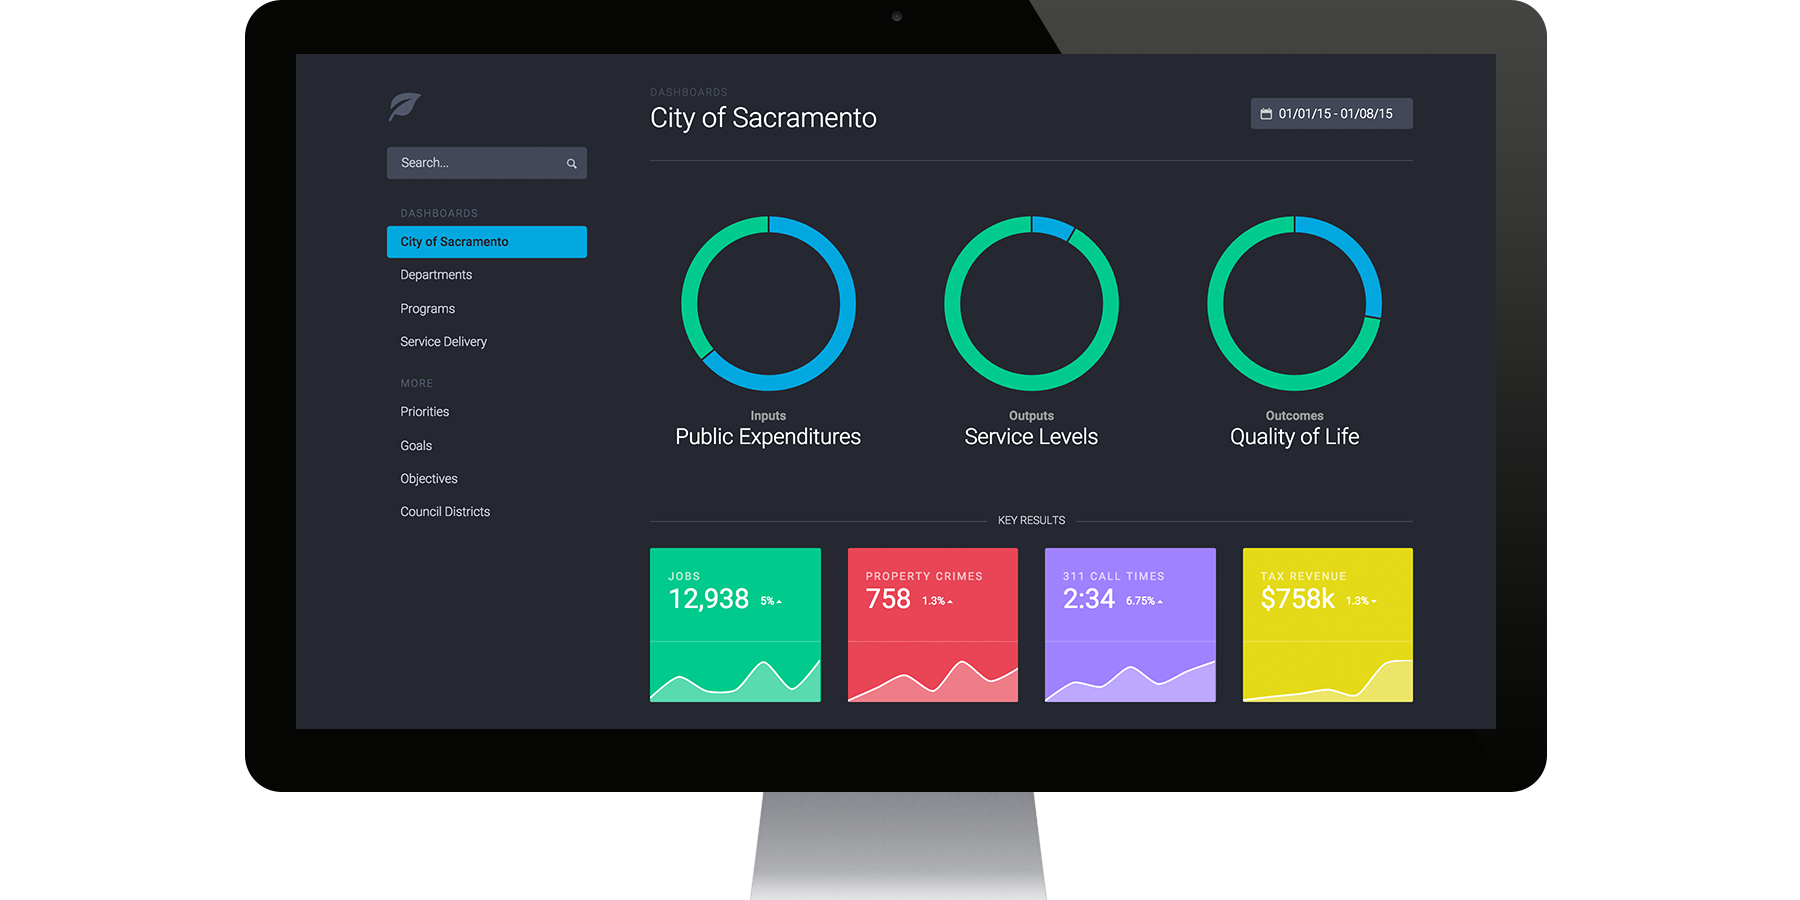 Search...
DASHBOARDS
City of Sacramento
Departments
Programs
Service Delivery
MORE
Priorities
Goals
Objectives
Council Districts
DASHBOARDS
City of Sacramento
01/01/15 - 01/08/15
Inputs
Public Expenditures
Outputs
Service Levels
Outcomes
Quality of Life
KEY RESULTS
JOBS
12,938 5%
PROPERTY CRIMES
758 1.3%
311 CALL TIMES
2:34 6.75%
TAX REVENUE
$758k 1.3%